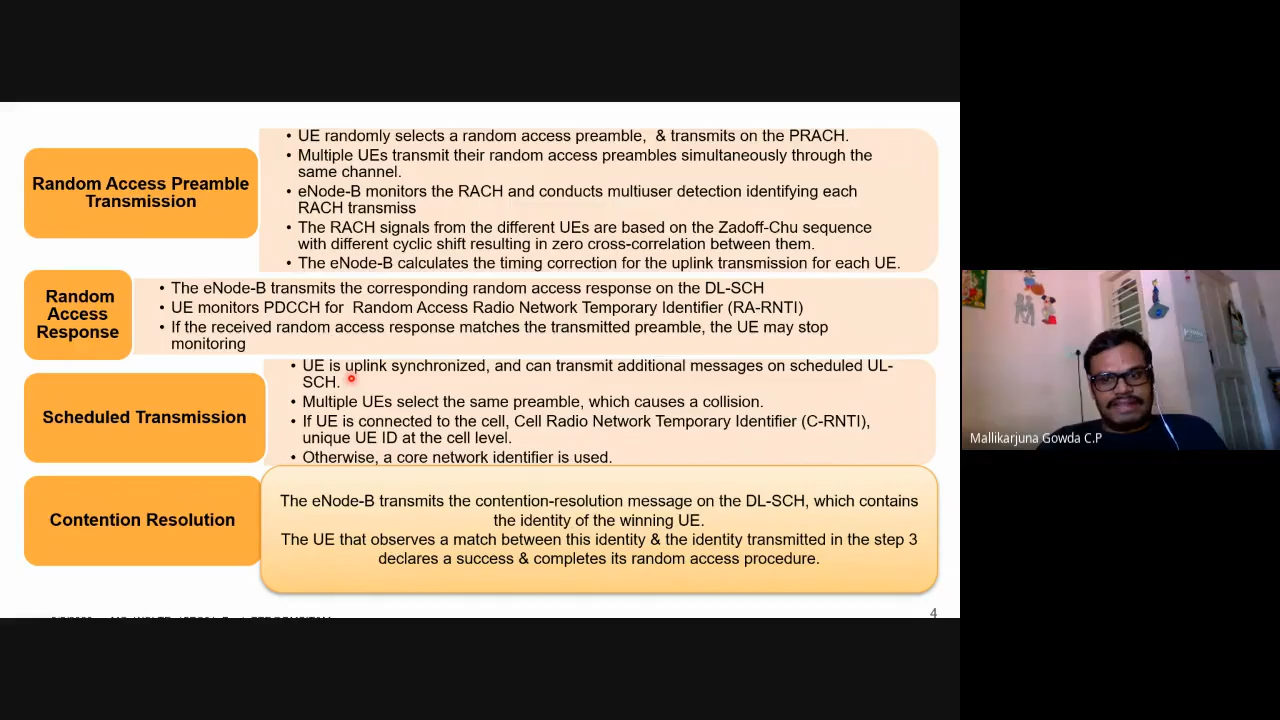 Random Access Preamble
Transmission
• UE randomly selects a random access preamble,  & transmits on the PRACH.
• Multiple UEs transmit their random access preambles simultaneously through the
same channel.
• eNode-B monitors the RACH and conducts multiuser detection identifying each
RACH transmiss
• The RACH signals from the different UEs are based on the Zadoff-Chu sequence
with different cyclic shift resulting in zero cross-correlation between them.
• The eNode-B calculates the timing correction for the uplink transmission for each UE.
Random
Access
Response
• The eNode-B transmits the corresponding random access response on the DL-SCH
• UE monitors PDCCH for  Random Access Radio Network Temporary Identifier (RA-RNTI)
• If the received random access response matches the transmitted preamble, the UE may stop
monitoring
Scheduled Transmission
• UE is uplink synchronized, and can transmit additional messages on scheduled UL-
SCH.
• Multiple UEs select the same preamble, which causes a collision.
• If UE is connected to the cell, Cell Radio Network Temporary Identifier (C-RNTI),
unique UE ID at the cell level.
• Otherwise, a core network identifier is used.
Contention Resolution
The eNode-B transmits the contention-resolution message on the DL-SCH, which contains
the identity of the winning UE.
The UE that observes a match between this identity & the identity transmitted in the step 3
declares a success & completes its random access procedure.
4
Mallikarjuna Gowda C.P